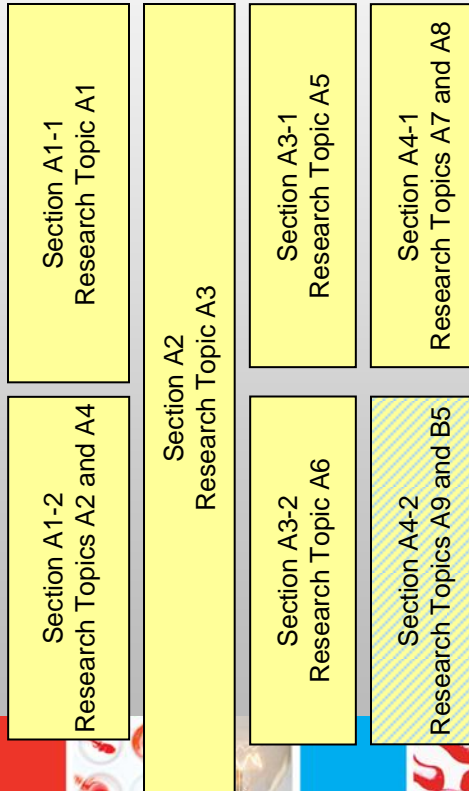 Section A1-1
Research Topic A1
Section A1-2
Research Topics A2 and A4
Section A2
Research Topic A3
Section A3-1
Research Topic A5
Section A3-2
Research Topic A6
Section A4-1
Research Topics A7 and A8
Section A4-2
Research Topics A9 and B5